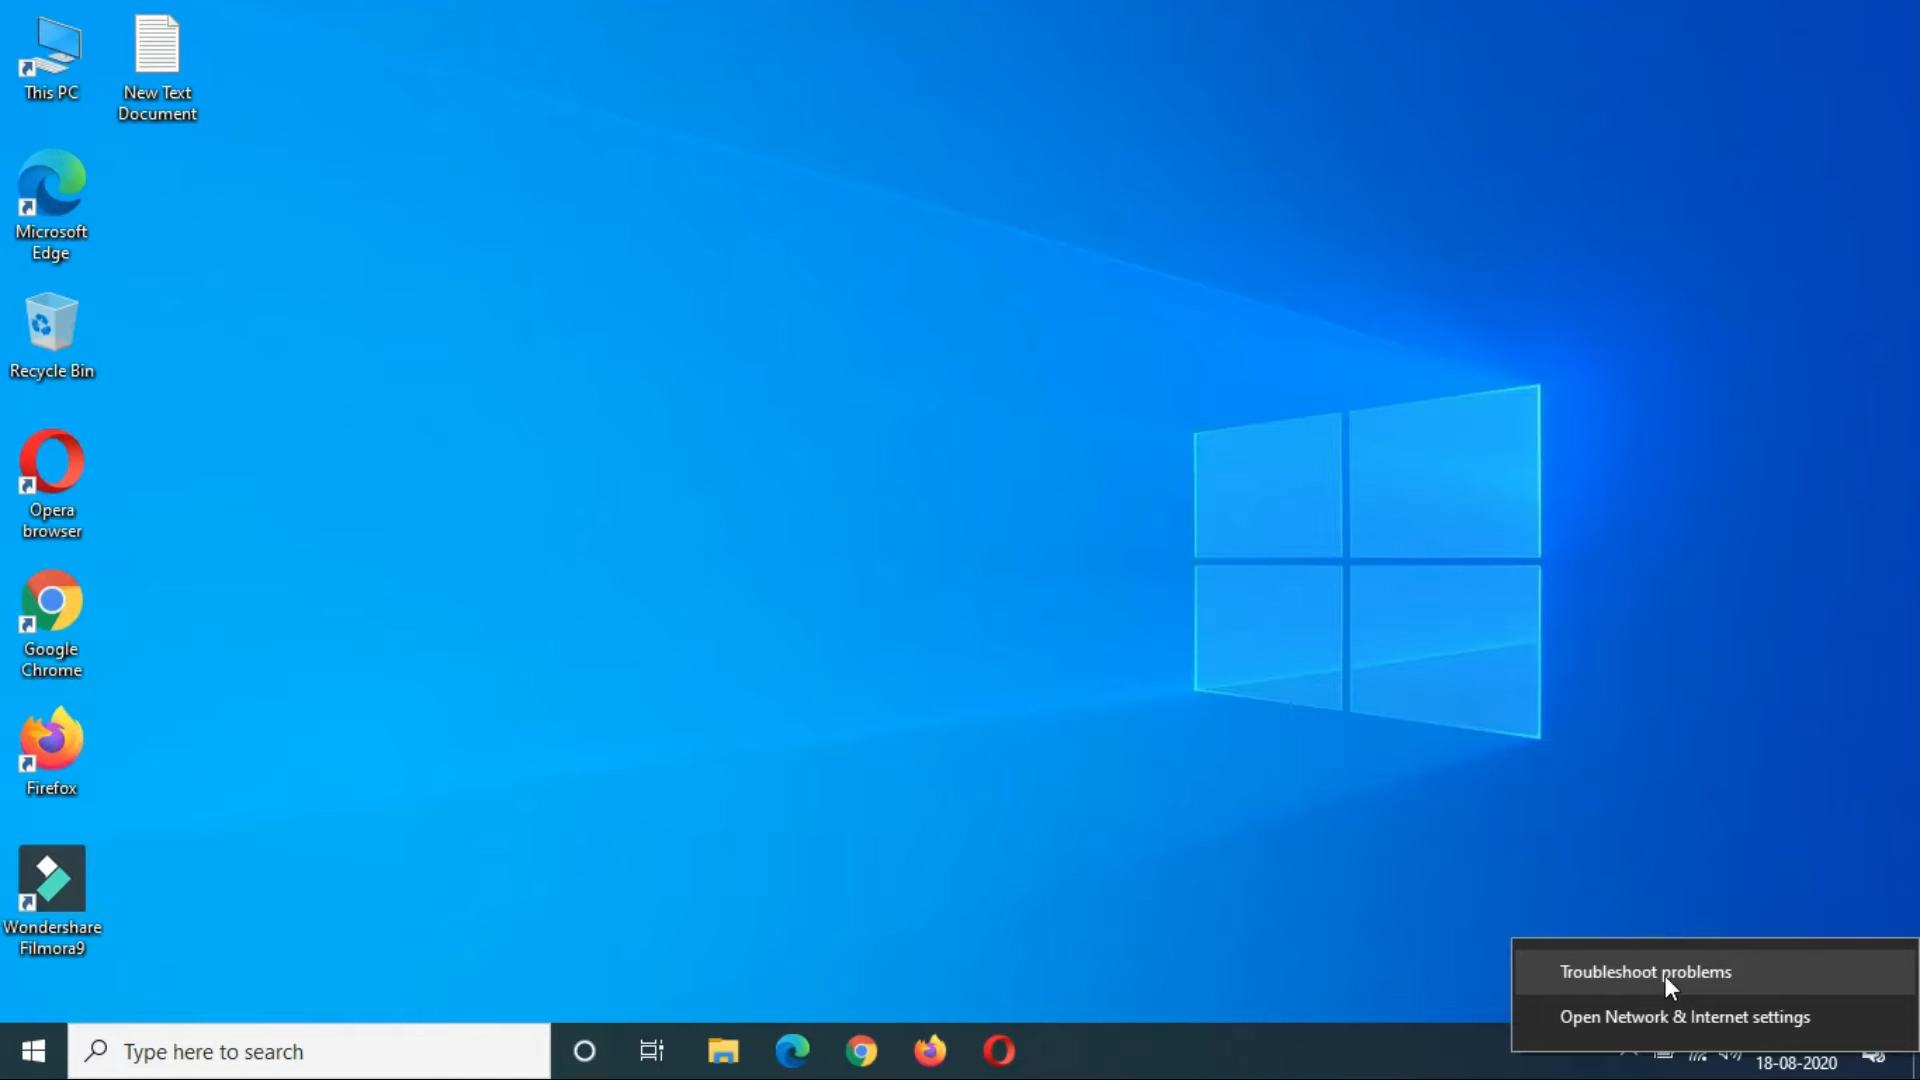 This PC
New Text
Document
Microsoft
Edge
Recycle Bin
Opera
browser
Google
Chrome
Firefox
Wondershare
Filmora9
Troubleshoot problems
Open Network & Internet settings
Type here to search
18-08-2020